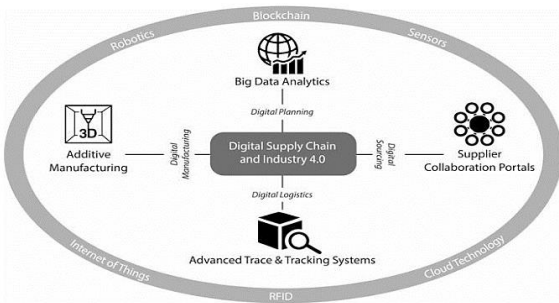 Blockchain
Robotics
Sensors
Big Data Analytics
Digital Planning
3D
Additive
Manufacturing
Digital
Manufacturing
Digital Supply Chain
and Industry 4.0
Digital
Sourcing
Supplier
Collaboration Portals
Digital Logistics
Advanced Trace & Tracking Systems
Internet of Things
RFID
Cloud Technology